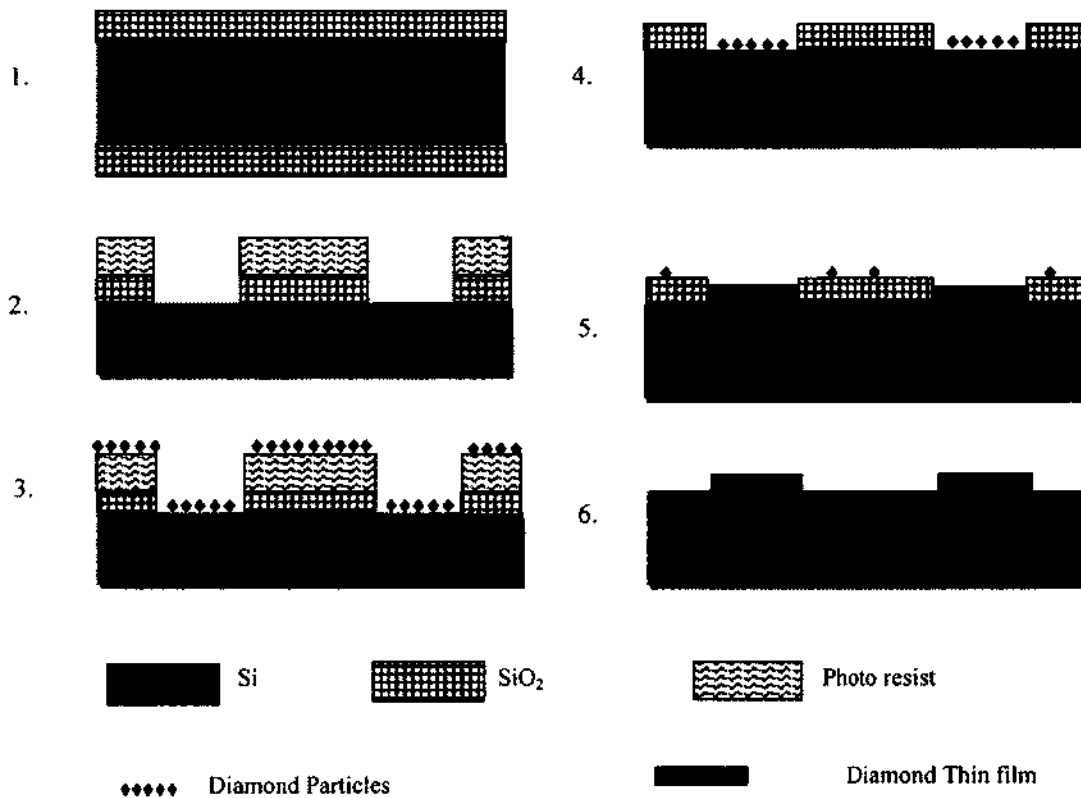 1.
2.
3.
4.
5.
6.
Si
SiO₂
Photo resist
Diamond Particles
Diamond Thin film